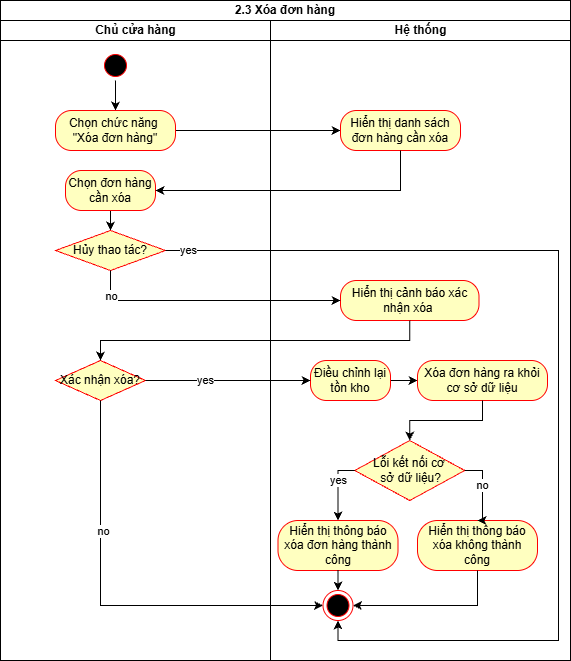 2.3 Xóa đơn hàng
Chủ cửa hàng
Hệ thống
Chọn chức năng
"Xóa đơn hàng"
Hiển thị danh sách
đơn hàng cần xóa
Chọn đơn hàng
cần xóa
Hủy thao tác?
yes
no
Hiển thị cảnh báo xác
nhận xóa
Xác nhận xóa?
yes
Điều chỉnh lại
tồn kho
Xóa đơn hàng ra khỏi
cơ sở dữ liệu
Lỗi kết nối cơ
sở dữ liệu?
yes
no
no
Hiển thị thông báo
xóa đơn hàng thành
công
Hiển thị thông báo
xóa không thành
công